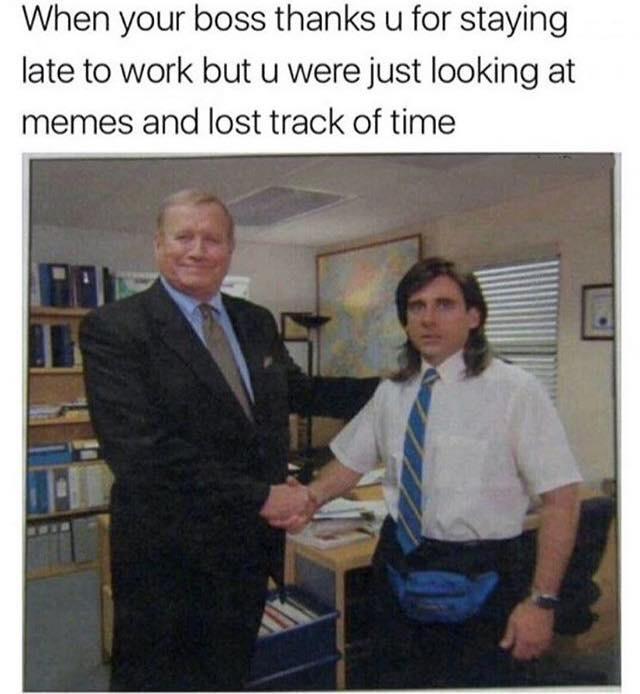 When your boss thanks u for staying
late to work but u were just looking at
memes and lost track of time